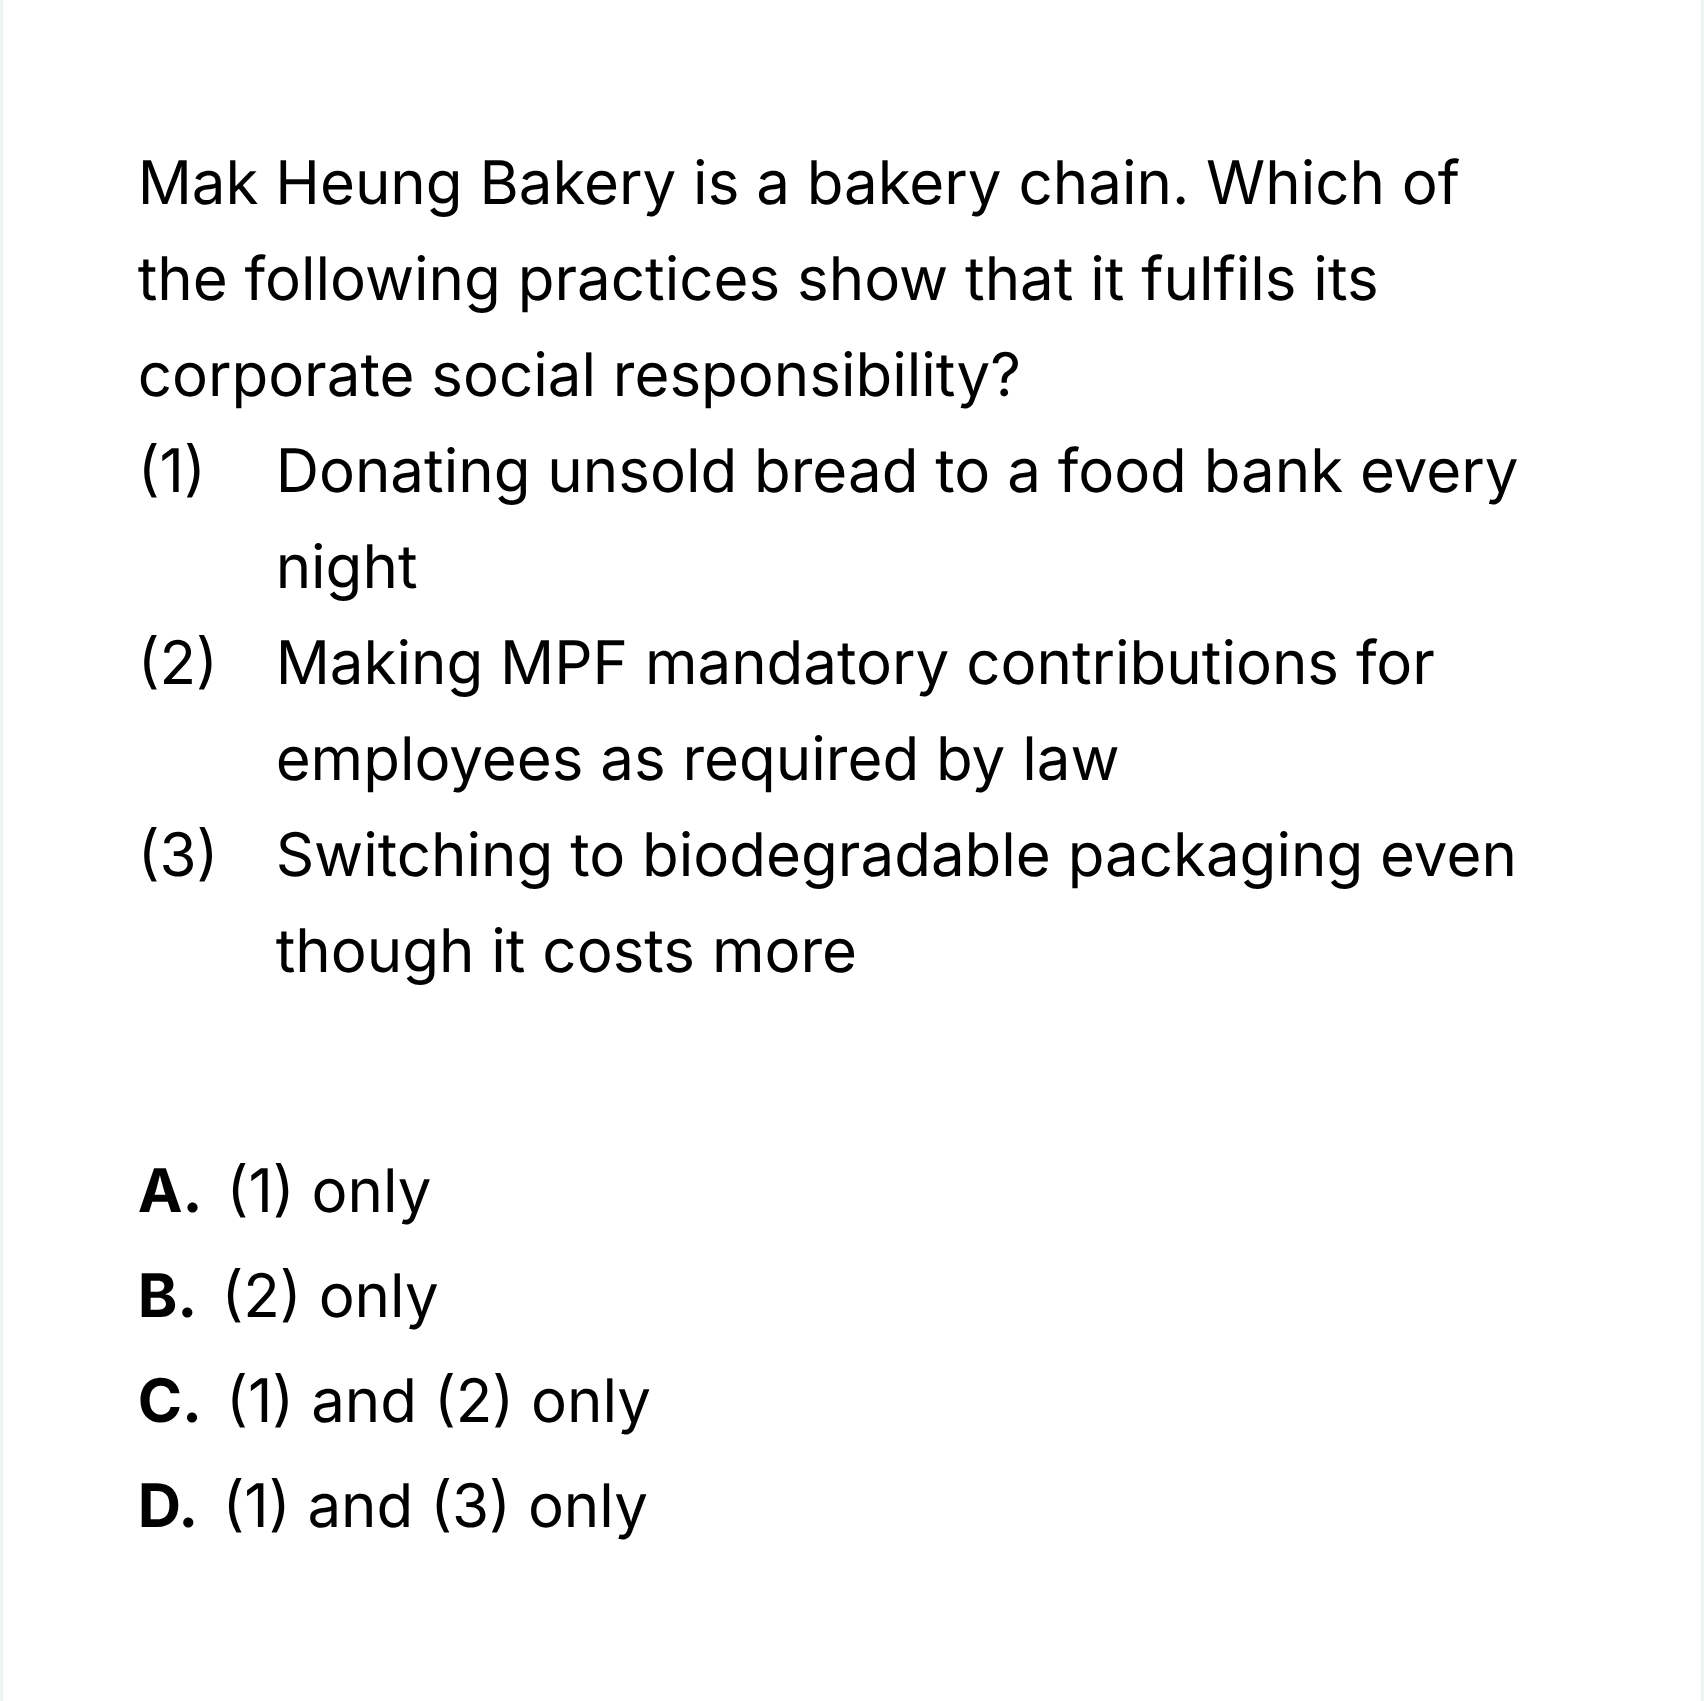 Mak Heung Bakery is a bakery chain. Which of
the following practices show that it fulfils its
corporate social responsibility?
(1) Donating unsold bread to a food bank every
night
(2) Making MPF mandatory contributions for
employees as required by law
(3) Switching to biodegradable packaging even
though it costs more
A. (1) only
B. (2) only
C. (1) and (2) only
D. (1) and (3) only